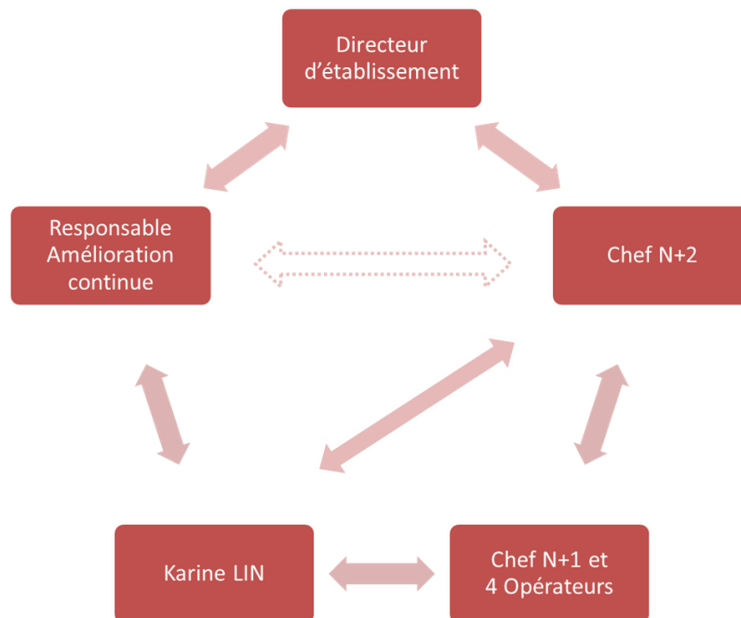 Directeur
d’établissement
Responsable
Amélioration
continue
Chef N+2
Karine LIN
Chef N+1 et
4 Opérateurs